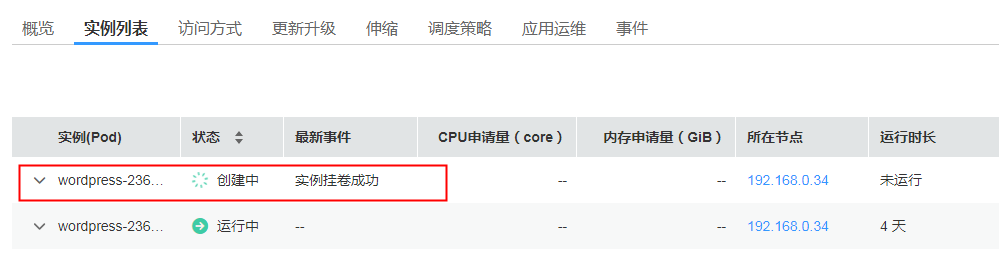 概览 实例列表 访问方式 更新升级 伸缩 调度策略 应用运维 事件
实例(Pod) 状态 最新事件 CPU申请量（core） 内存申请量（GiB） 所在节点 运行时长
wordpress-236... 创建中 实例挂卷成功 -- -- 192.168.0.34 未运行
wordpress-236... 运行中 -- -- -- 192.168.0.34 4 天